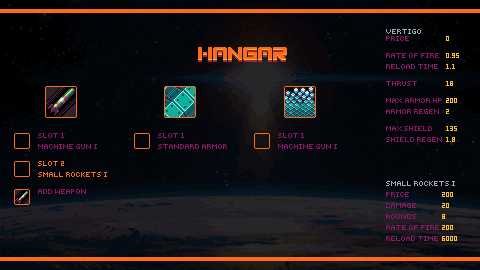 HANGAR
SLOT 1
MACHINE GUN I
SLOT 2
SMALL ROCKETS I
ADD WEAPON
SLOT 1
STANDARD ARMOR
SLOT 1
MACHINE GUN I
VERTIGO
PRICE 0
RATE OF FIRE 0.95
RELOAD TIME 1.1
THRUST 18
MAX ARMOR HP 200
ARMOR REGEN 2
MAX SHIELD 135
SHIELD REGEN 1.8
SMALL ROCKETS I
PRICE 200
DAMAGE 20
ROUNDS 8
RATE OF FIRE 200
RELOAD TIME 6000